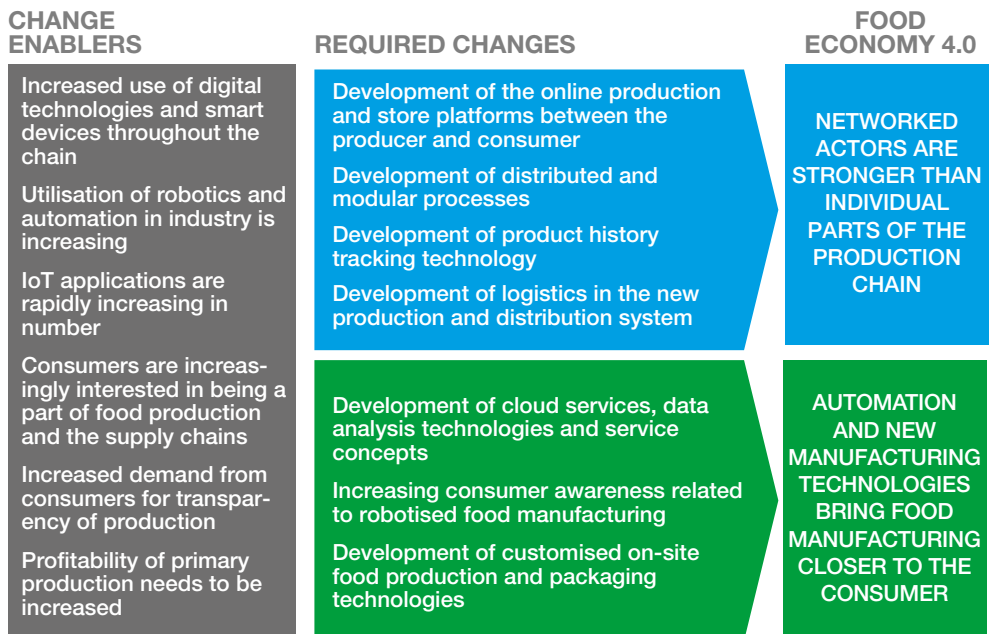 CHANGE
ENABLERS
Increased use of digital
technologies and smart
devices throughout the
chain
Utilisation of robotics and
automation in industry is
increasing
IoT applications are
rapidly increasing in
number
Consumers are increas-
ingly interested in being a
part of food production
and the supply chains
Increased demand from
consumers for transpar-
ency of production
Profitability of primary
production needs to be
increased
REQUIRED CHANGES
Development of the online production
and store platforms between the
producer and consumer
Development of distributed and
modular processes
Development of product history
tracking technology
Development of logistics in the new
production and distribution system
Development of cloud services, data
analysis technologies and service
concepts
Increasing consumer awareness related
to robotised food manufacturing
Development of customised on-site
food production and packaging
technologies
FOOD
ECONOMY 4.0
NETWORKED
ACTORS ARE
STRONGER THAN
INDIVIDUAL
PARTS OF THE
PRODUCTION
CHAIN
AUTOMATION
AND NEW
MANUFACTURING
TECHNOLOGIES
BRING FOOD
MANUFACTURING
CLOSER TO THE
CONSUMER